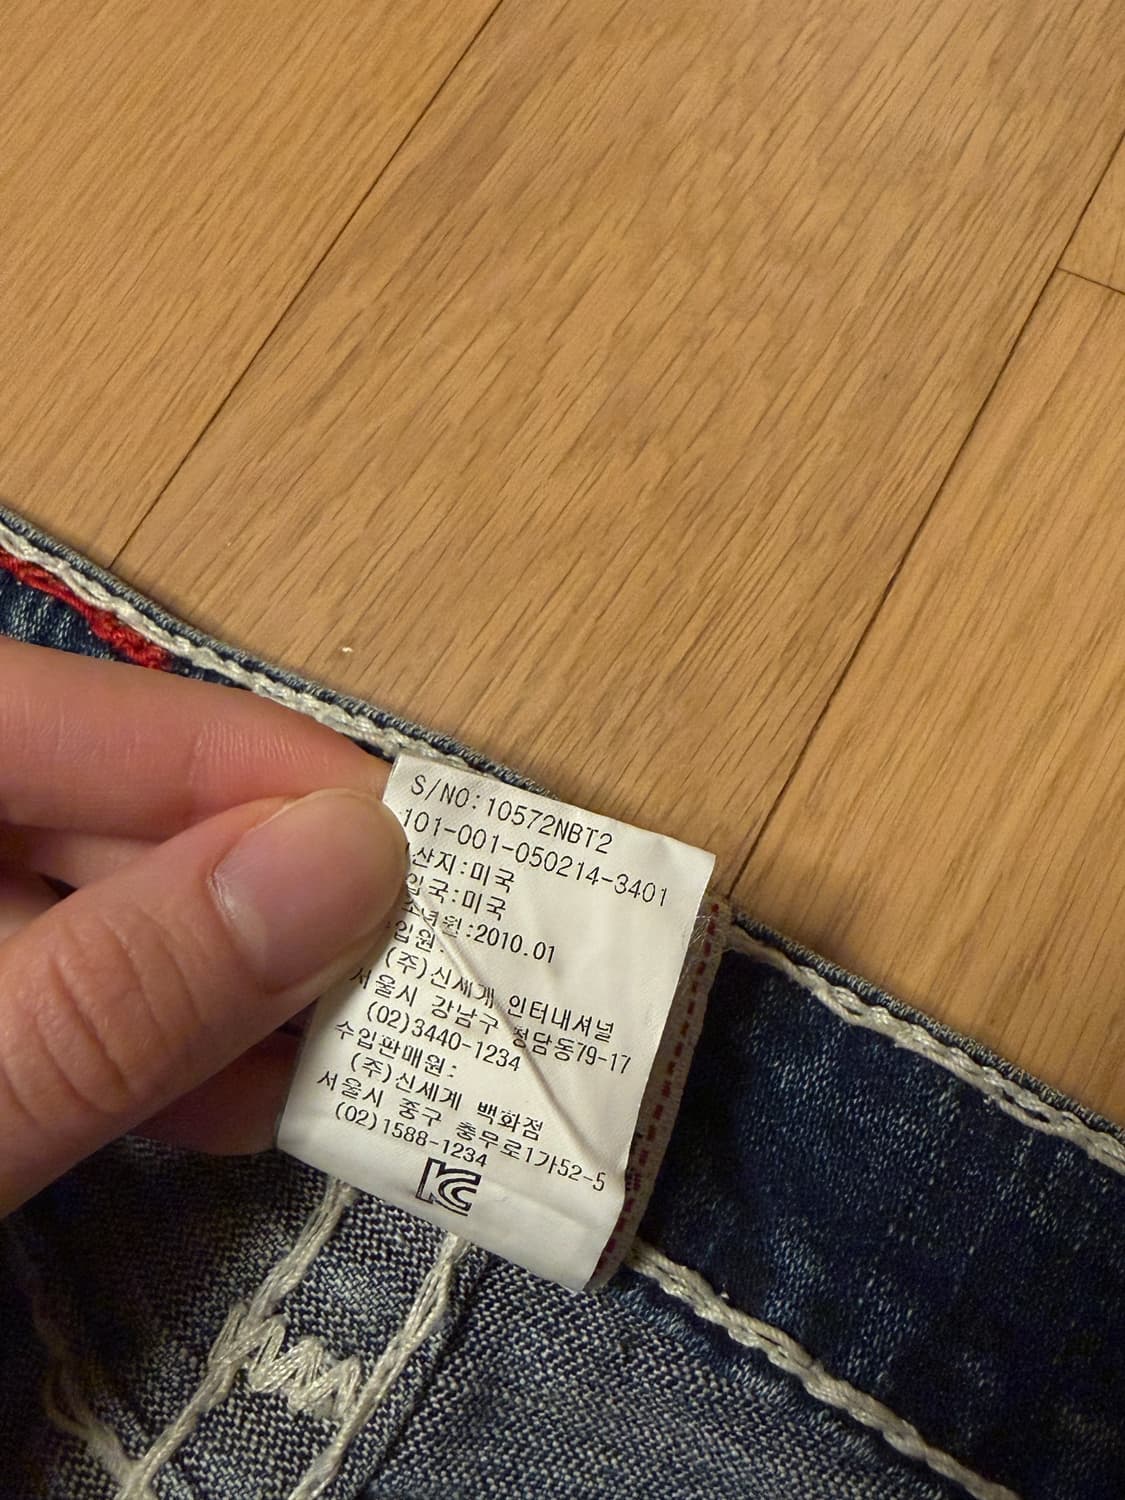 S/NO:10572NBT2
101-001-050214-3401
산지:미국
입국:미국
조년원:2010.01
입원:
(주)신세계 인터내셔널
서울시 강남구 청담동79-17
(02)3440-1234
수입판매원:
(주)신세계 백화점
서울시 중구 충무로1가52-5
(02)1588-1234
KC